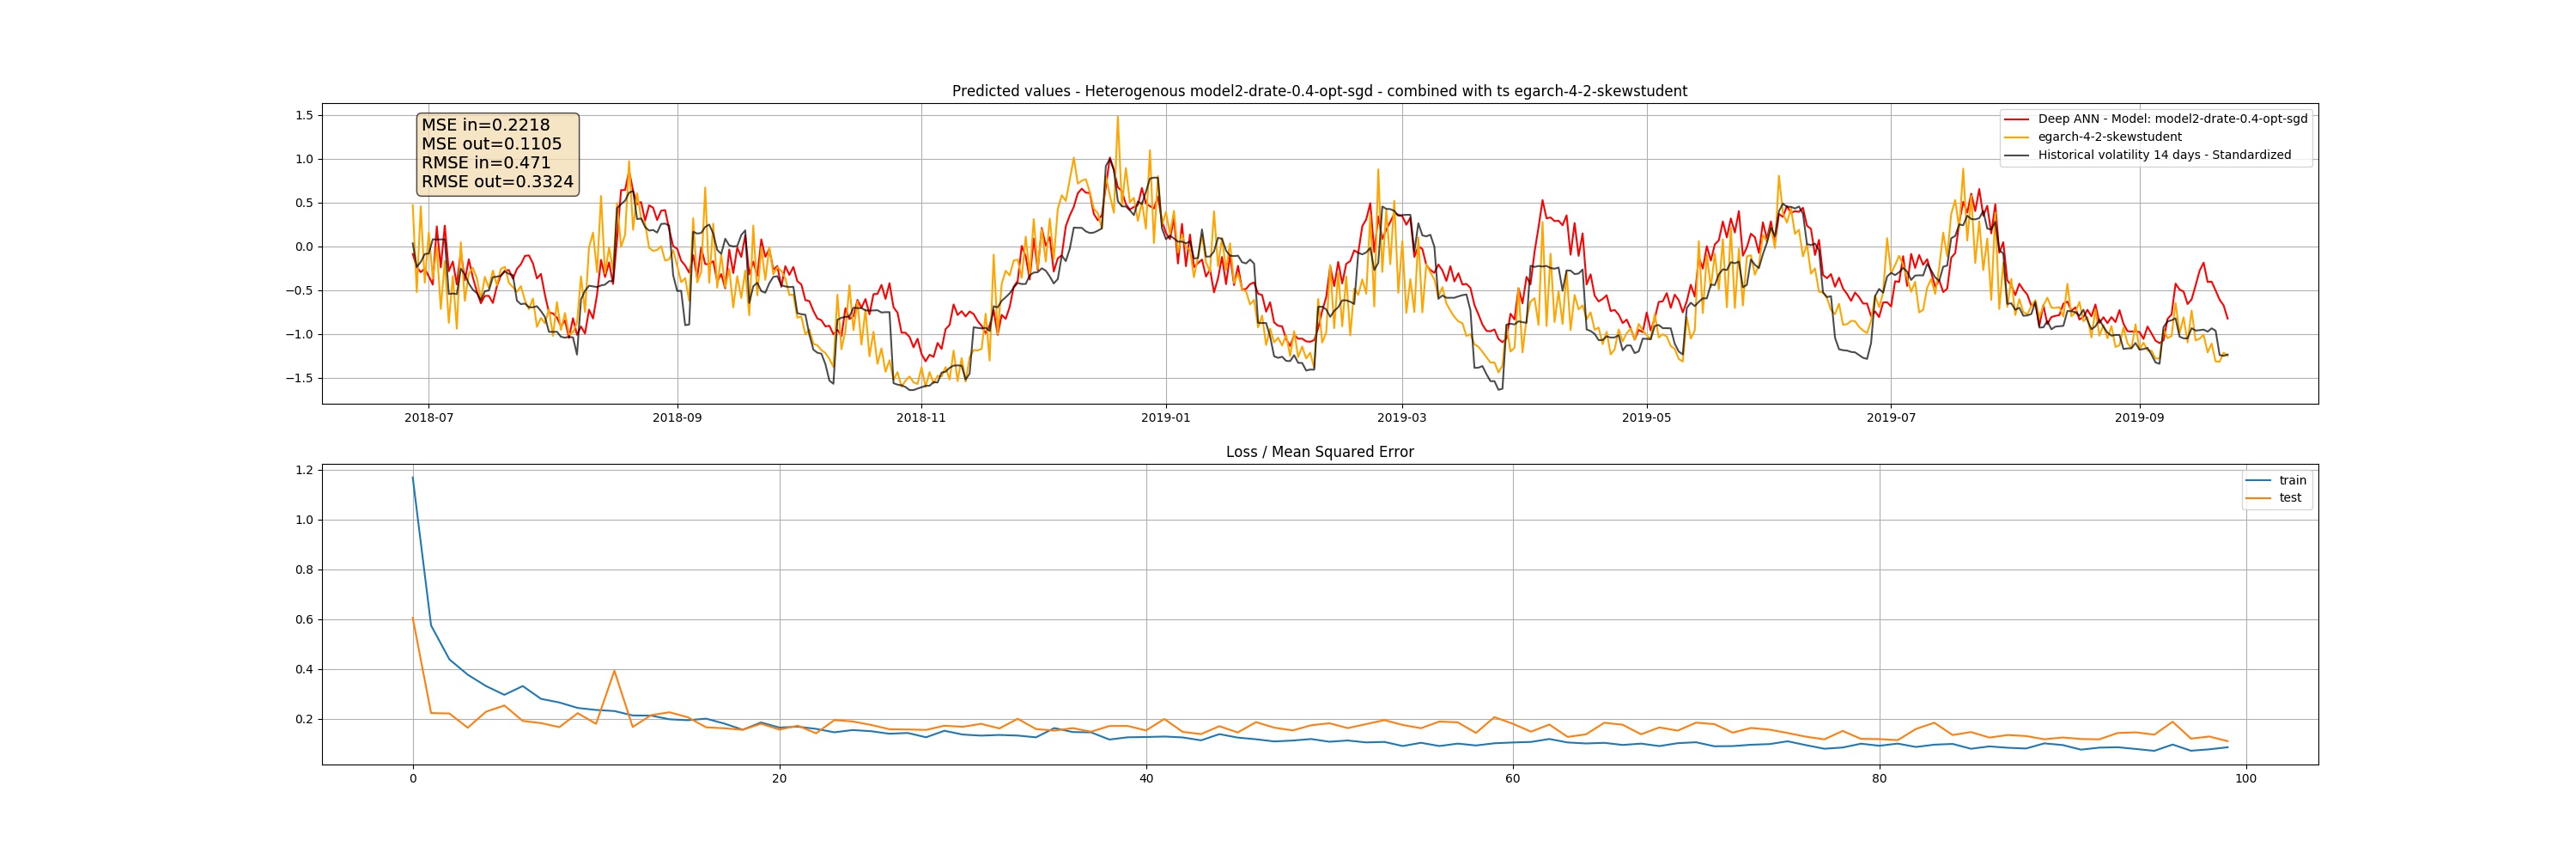 Predicted values - Heterogenous model2-drate-0.4-opt-sgd - combined with ts egarch-4-2-skewstudent
1.5
1.0
0.5
0.0
−0.5
−1.0
−1.5
MSE in=0.2218
MSE out=0.1105
RMSE in=0.471
RMSE out=0.3324
Deep ANN - Model: model2-drate-0.4-opt-sgd
egarch-4-2-skewstudent
Historical volatility 14 days - Standardized
2018-07 2018-09 2018-11 2019-01 2019-03 2019-05 2019-07 2019-09
Loss / Mean Squared Error
1.2
1.0
0.8
0.6
0.4
0.2
train
test
0 20 40 60 80 100